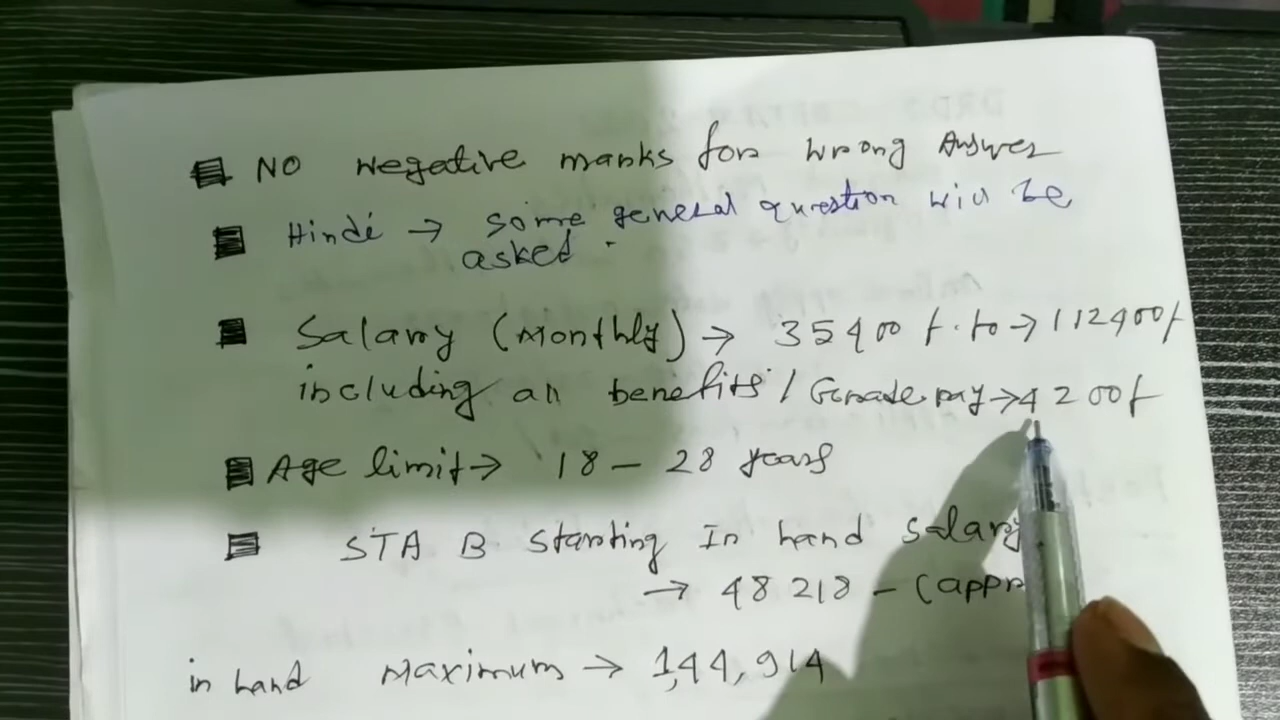 NO negative marks for wrong Answer
Hindi → some general question will be
asked.
Salary (Monthly) → 35400/- to → 112400/-
including all benefits / Grade pay → 4200/-
Age limit → 18 - 28 years
STA B starting In hand salary
→ 48218 - (appr
in hand Maximum → 1,44,914